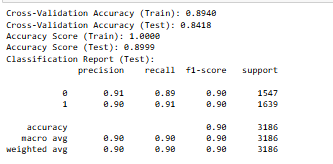 Cross-Validation Accuracy (Train): 0.8940
Cross-Validation Accuracy (Test): 0.8418
Accuracy Score (Train): 1.0000
Accuracy Score (Test): 0.8999
Classification Report (Test):
precision recall f1-score support
0 0.91 0.89 0.90 1547
1 0.90 0.91 0.90 1639
accuracy 0.90 3186
macro avg 0.90 0.90 0.90 3186
weighted avg 0.90 0.90 0.90 3186